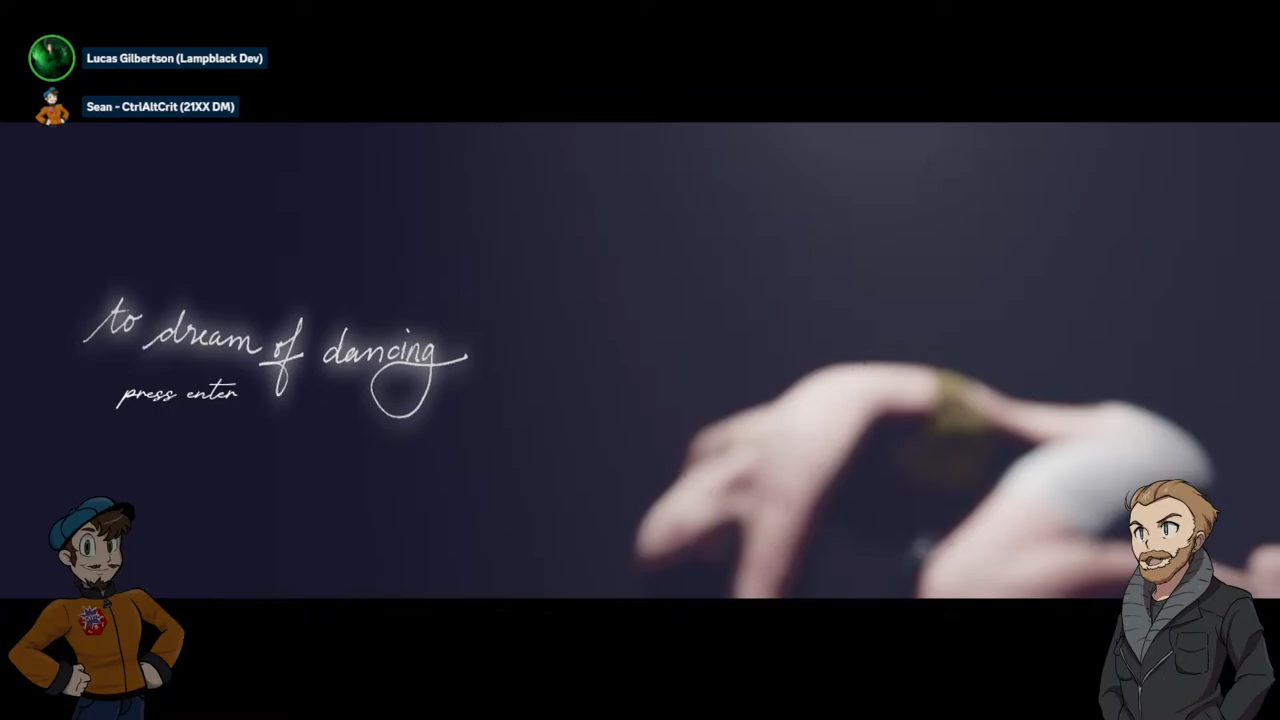 Lucas Gilbertson (Lampblack Dev)
Sean - CtrlAltCrit (21XX DM)
to dream of dancing
press enter